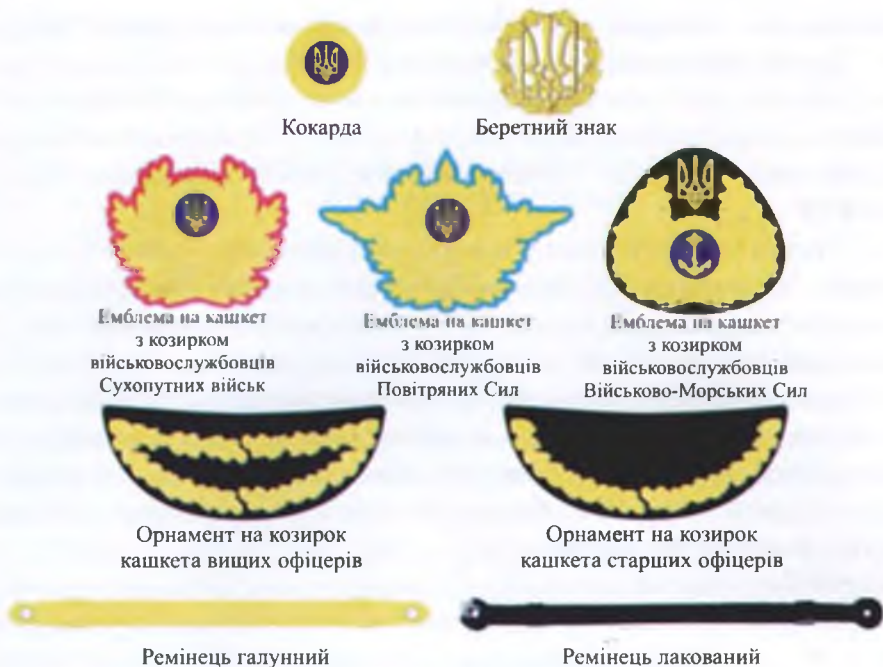 Кокарда
Беретний знак
Емблема на кашкет
з козирком
військовослужбовців
Сухопутних військ
Емблема на кашкет
з козирком
військовослужбовців
Повітряних Сил
Емблема на кашкет
з козирком
військовослужбовців
Військово-Морських Сил
Орнамент на козирок
кашкета вищих офіцерів
Орнамент на козирок
кашкета старших офіцерів
Ремінець галунний
Ремінець лакований